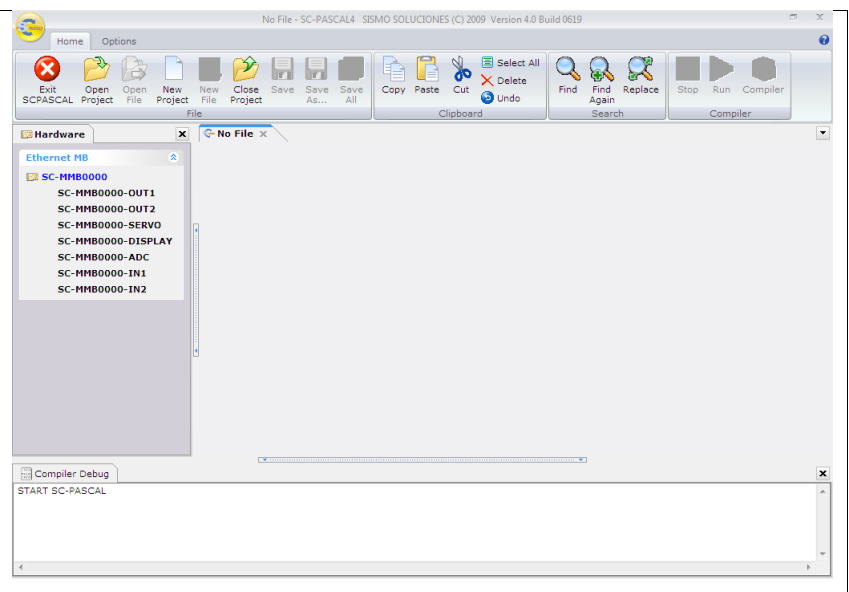 No File - SC-PASCAL4   SISMO SOLUCIONES (C) 2009  Version 4.0 Build 0619
Home Options
Exit SCPASCAL
Open Project
Open File
New Project
New File
Close Project
Save
Save As...
Save All
File
Copy
Paste
Cut
Select All
Delete
Undo
Clipboard
Find
Find Again
Replace
Search
Stop
Run
Compiler
Compiler
Hardware
No File
Ethernet MB
SC-MMB0000
SC-MMB0000-OUT1
SC-MMB0000-OUT2
SC-MMB0000-SERVO
SC-MMB0000-DISPLAY
SC-MMB0000-ADC
SC-MMB0000-IN1
SC-MMB0000-IN2
Compiler Debug
START SC-PASCAL